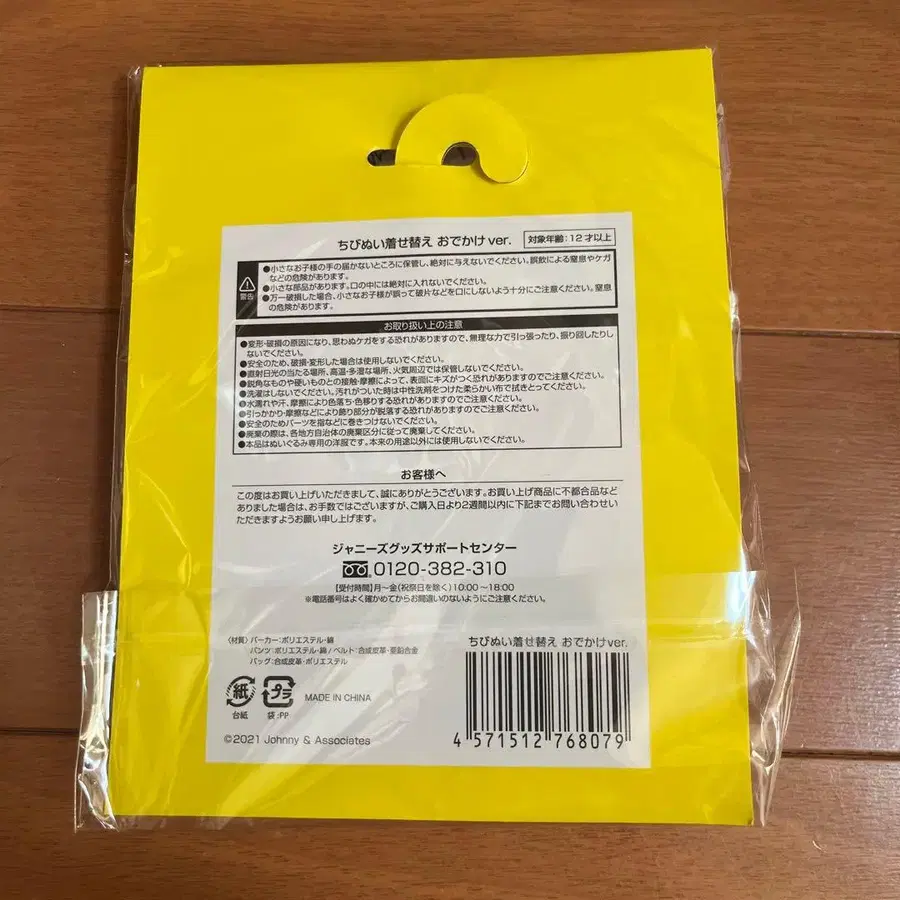 ちびぬい着せ替え おでかけver.
対象年齢:12才以上
警告
●小さなお子様の手の届かないところに保管し、絶対に与えないでください。誤飲による窒息やケガ
などの危険があります。
●小さな部品があります。口の中には絶対に入れないでください。
●万一破損した場合、小さなお子様が誤って破片などを口にしないよう十分にご注意ください。窒息
の危険があります。
お取り扱い上の注意
●変形・破損の原因になり、思わぬケガをする恐れがありますので、無理な力で引っ張ったり、振り回したりし
ないでください。
●安全のため、破損・変形した場合は使用しないでください。
●直射日光の当たる場所、高温・多湿な場所、火気周辺では保管しないでください。
●鋭角なものや硬いものとの接触・摩擦によって、表面にキズがつく恐れがありますのでご注意ください。
●洗濯はしないでください。汚れがついた時は中性洗剤をつけた柔らかい布で拭きとってください。
●水濡れや汗、摩擦により色落ち・色移りする恐れがありますのでご注意ください。
●引っかかり・摩擦などにより飾り部分が脱落する恐れがありますのでご注意ください。
●安全のためパーツを指などに巻きつけないでください。
●廃棄の際は、各地方自治体の廃棄区分に従って廃棄してください。
●本品はぬいぐるみ専用の洋服です。本来の用途以外には使用しないでください。
お客様へ
この度はお買い上げいただきまして、誠にありがとうございます。お買い上げ商品に不都合品など
ありました場合は、お手数ではございますが、ご購入日より2週間以内に下記までお問い合わせい
ただきますようお願い申し上げます。
ジャニーズグッズサポートセンター
0120-382-310
【受付時間】月〜金(祝祭日を除く)10:00〜18:00
※電話番号はよく確かめてからお間違いのないようにご注意ください。
〈材質〉パーカー:ポリエステル・綿
パンツ:ポリエステル・綿/ベルト:合成皮革・亜鉛合金
バッグ:合成皮革・ポリエステル
ちびぬい着せ替え おでかけver.
紙
プラ
MADE IN CHINA
台紙
袋:PP
©2021 Johnny & Associates
4 571512 768079